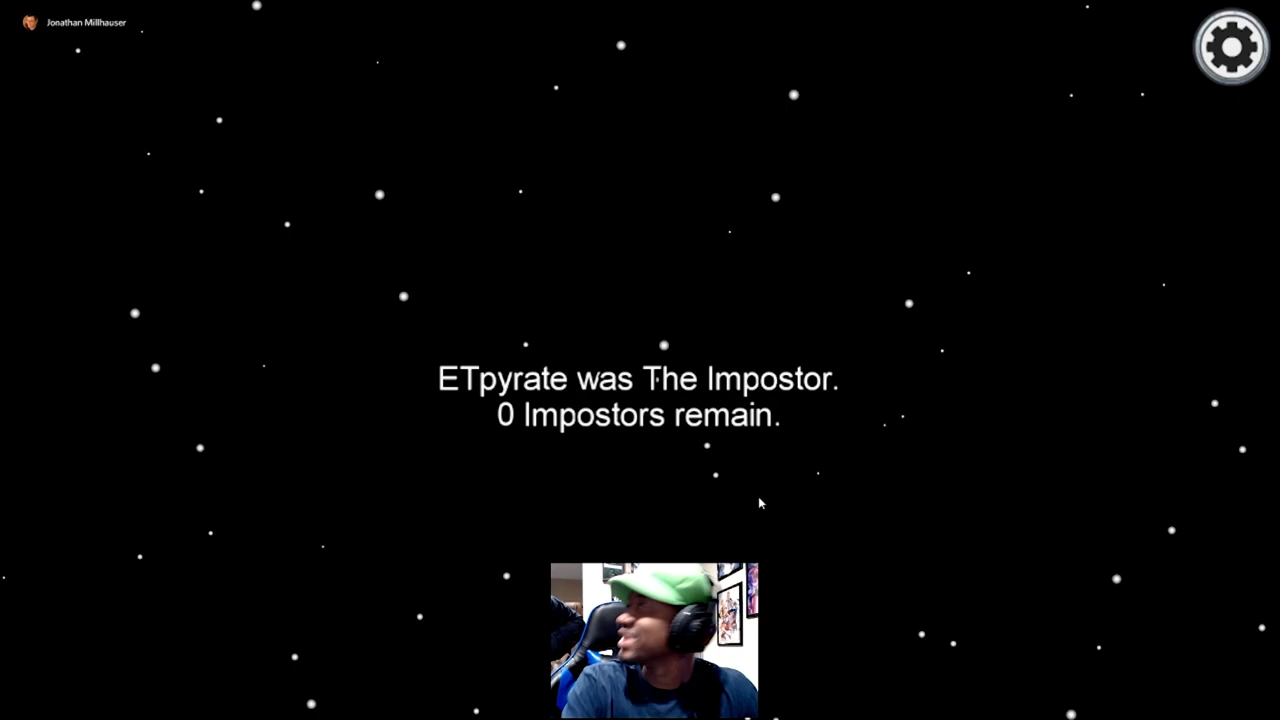 Jonathan Millhauser
ETpyrate was The Impostor.
0 Impostors remain.